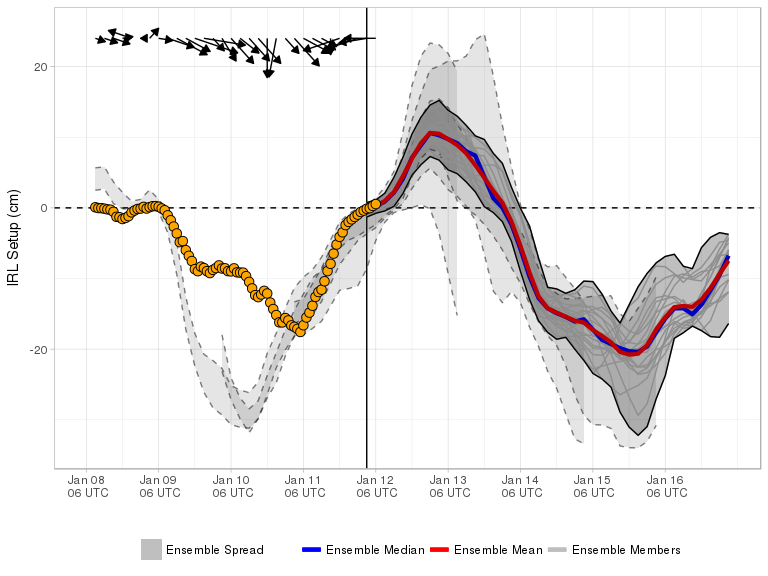 IRL Setup (cm)
20
0
-20
Jan 08 Jan 09 Jan 10 Jan 11 Jan 12 Jan 13 Jan 14 Jan 15 Jan 16
06 UTC 06 UTC 06 UTC 06 UTC 06 UTC 06 UTC 06 UTC 06 UTC 06 UTC
Ensemble Spread Ensemble Median Ensemble Mean Ensemble Members